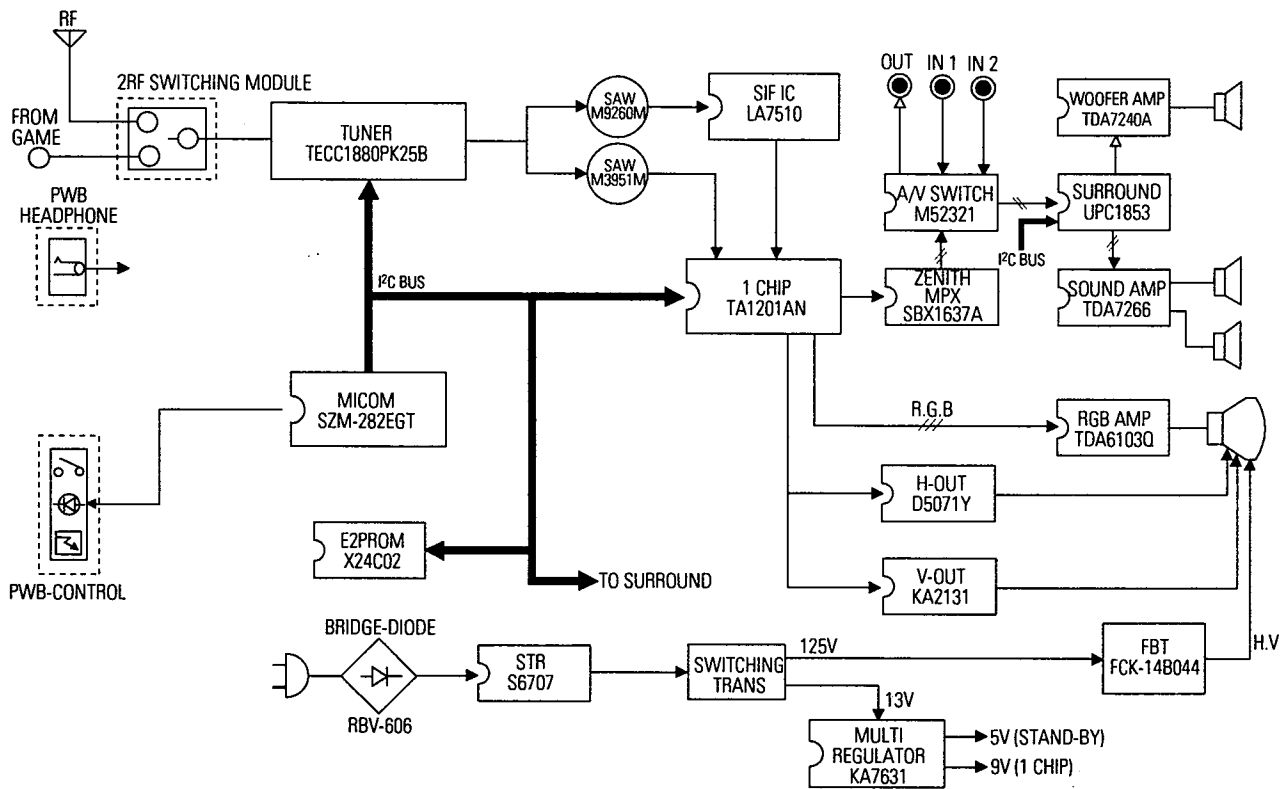 RF
2RF SWITCHING MODULE
FROM
GAME
TUNER
TECC1880PK25B
SAW
M9260M
SAW
M3951M
SIF IC
LA7510
OUT
IN 1
IN 2
WOOFER AMP
TDA7240A
A/V SWITCH
M52321
SURROUND
UPC1853
I²C BUS
PWB
HEADPHONE
I²C BUS
1 CHIP
TA1201AN
ZENITH
MPX
SBX1637A
SOUND AMP
TDA7266
MICOM
SZM-282EGT
R.G.B
RGB AMP
TDA6103Q
H-OUT
D5071Y
E2PROM
X24C02
TO SURROUND
V-OUT
KA2131
PWB-CONTROL
BRIDGE-DIODE
RBV-606
STR
S6707
SWITCHING
TRANS
125V
13V
FBT
FCK-14B044
H.V
MULTI
REGULATOR
KA7631
5V (STAND-BY)
9V (1 CHIP)